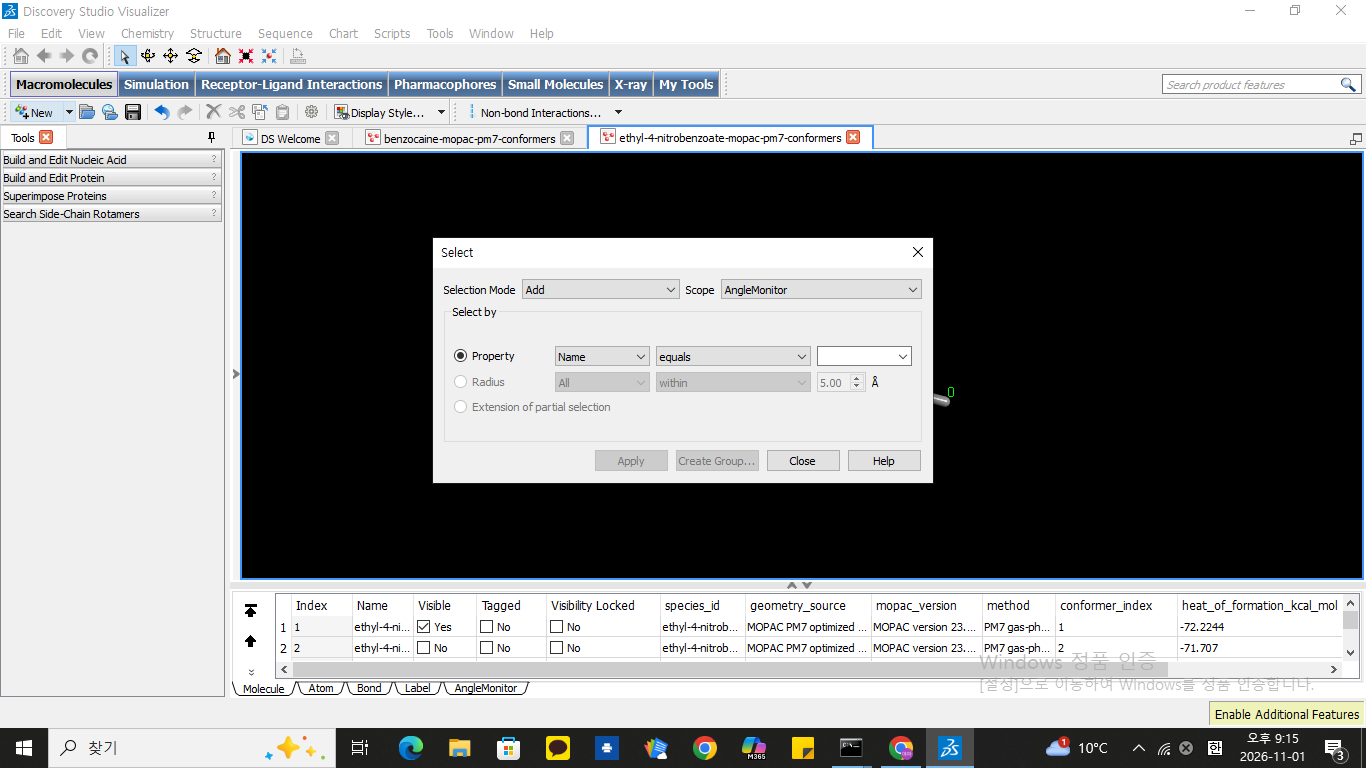 Discovery Studio Visualizer
File Edit View Chemistry Structure Sequence Chart Scripts Tools Window Help
Macromolecules Simulation Receptor-Ligand Interactions Pharmacophores Small Molecules X-ray My Tools Search product features
New Display Style... Non-bond Interactions...
Tools DS Welcome benzocaine-mopac-pm7-conformers ethyl-4-nitrobenzoate-mopac-pm7-conformers
Build and Edit Nucleic Acid ?
Build and Edit Protein ?
Superimpose Proteins ?
Search Side-Chain Rotamers ?
Select
Selection Mode Add Scope AngleMonitor
Select by
Property Name equals
Radius All within 5.00 Å
Extension of partial selection
O
Apply Create Group... Close Help
Index Name Visible Tagged Visibility Locked species_id geometry_source mopac_version method conformer_index heat_of_formation_kcal_mol
1 1 ethyl-4-ni... Yes No No ethyl-4-nitrob... MOPAC PM7 optimized ... MOPAC version 23.... PM7 gas-ph... 1 -72.2244
2 2 ethyl-4-ni... No No No ethyl-4-nitrob... MOPAC PM7 optimized ... MOPAC version 23.... PM7 gas-ph... 2 -71.707
Windows 정품 인증
[설정]으로 이동하여 Windows를 정품 인증합니다.
Molecule Atom Bond Label AngleMonitor
Enable Additional Features
찾기 M365 1 10°C 한 오후 9:15
2026-11-01 3